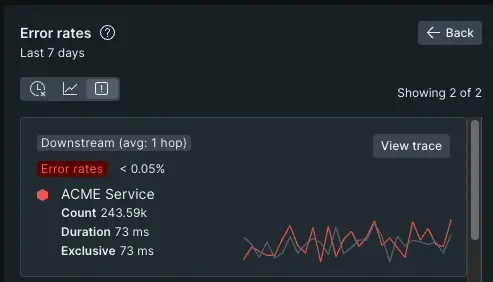 Error rates ?
← Back
Last 7 days
Showing 2 of 2
Downstream (avg: 1 hop)
View trace
Error rates < 0.05%
ACME Service
Count 243.59k
Duration 73 ms
Exclusive 73 ms